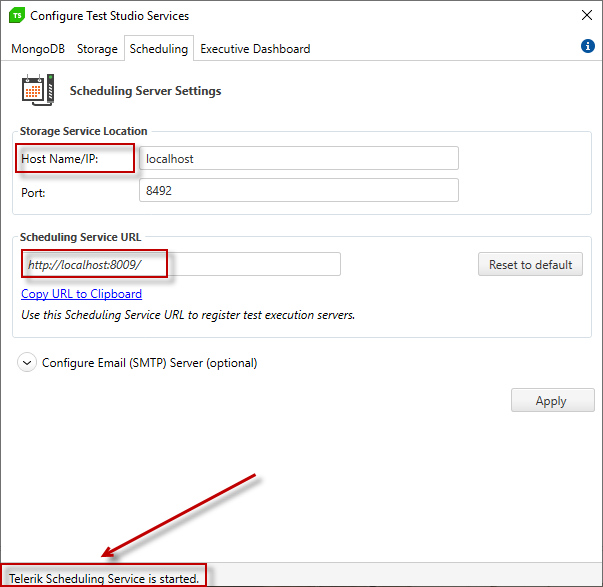 TS Configure Test Studio Services
MongoDB Storage Scheduling Executive Dashboard i
Scheduling Server Settings
Storage Service Location
Host Name/IP: localhost
Port: 8492
Scheduling Service URL
http://localhost:8009/ Reset to default
Copy URL to Clipboard
Use this Scheduling Service URL to register test execution servers.
Configure Email (SMTP) Server (optional)
Apply
Telerik Scheduling Service is started.